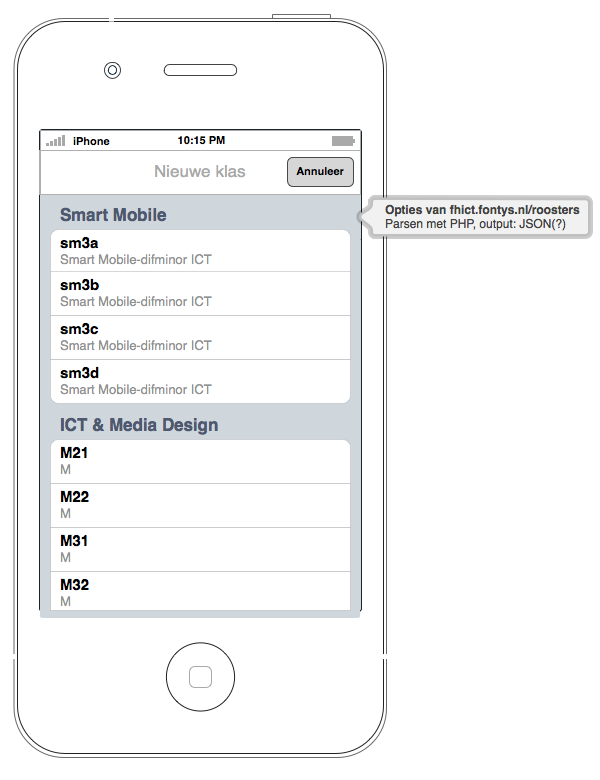 iPhone
10:15 PM
Nieuwe klas
Annuleer
Opties van fhict.fontys.nl/roosters
Parsen met PHP, output: JSON(?)
Smart Mobile
sm3a
Smart Mobile-difminor ICT
sm3b
Smart Mobile-difminor ICT
sm3c
Smart Mobile-difminor ICT
sm3d
Smart Mobile-difminor ICT
ICT & Media Design
M21
M
M22
M
M31
M
M32
M